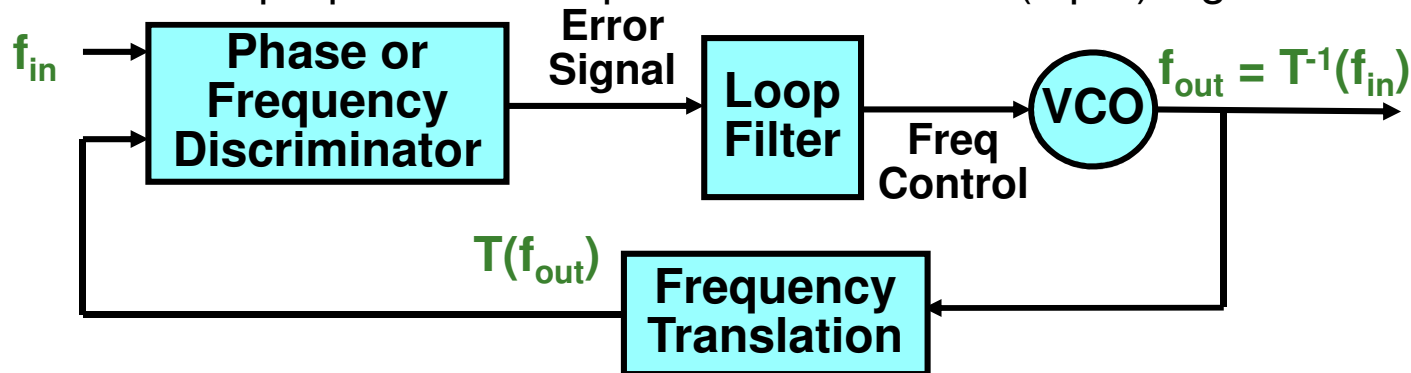 Error
Signal
f_in
Phase or
Frequency
Discriminator
Loop
Filter
VCO
f_out = T^-1(f_in)
Freq
Control
T(f_out)
Frequency
Translation